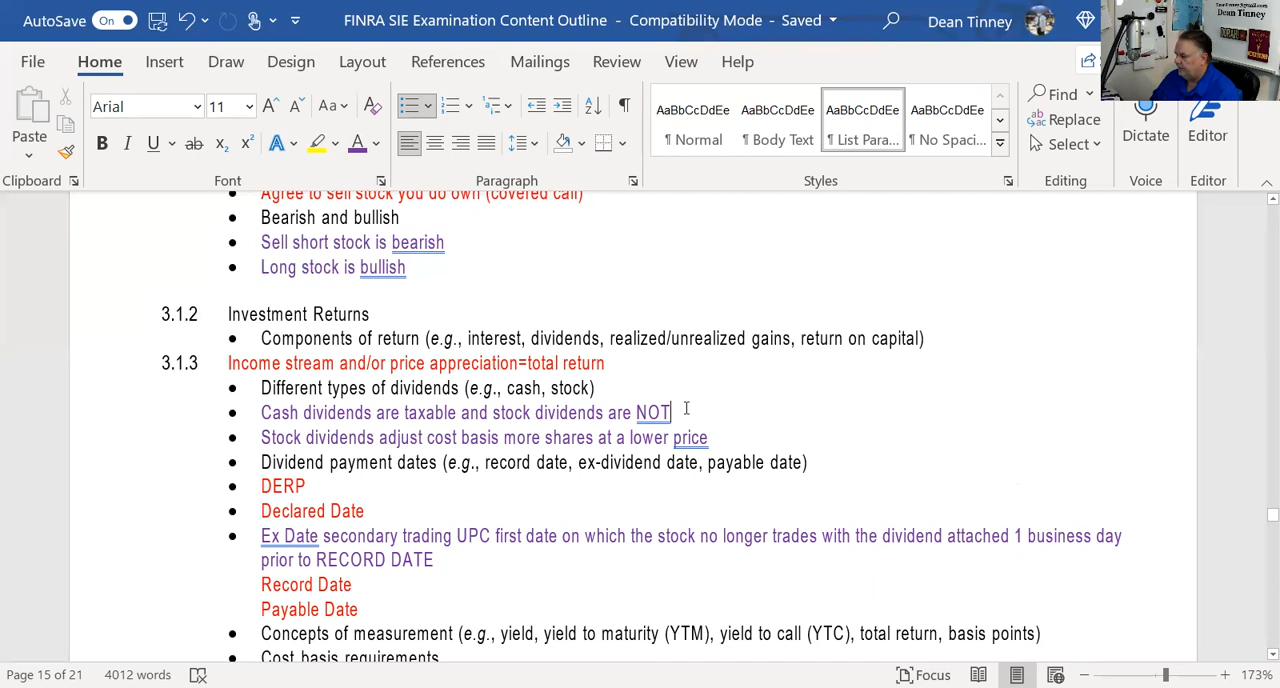 AutoSave On
FINRA SIE Examination Content Outline - Compatibility Mode - Saved
Dean Tinney
Dean Tinney
File Home Insert Draw Design Layout References Mailings Review View Help
Paste
Arial 11
Aa
AaBbCcDdEe AaBbCcDdEe AaBbCcDdEe AaBbCcDdEe
¶ Normal ¶ Body Text ¶ List Para... ¶ No Spaci...
Find
Replace
Select
Dictate
Editor
Clipboard Font Paragraph Styles Editing Voice Editor
Agree to sell stock you do own (covered call)
• Bearish and bullish
• Sell short stock is bearish
• Long stock is bullish
3.1.2 Investment Returns
• Components of return (e.g., interest, dividends, realized/unrealized gains, return on capital)
3.1.3 Income stream and/or price appreciation=total return
• Different types of dividends (e.g., cash, stock)
• Cash dividends are taxable and stock dividends are NOT
• Stock dividends adjust cost basis more shares at a lower price
• Dividend payment dates (e.g., record date, ex-dividend date, payable date)
• DERP
• Declared Date
• Ex Date secondary trading UPC first date on which the stock no longer trades with the dividend attached 1 business day
prior to RECORD DATE
Record Date
Payable Date
• Concepts of measurement (e.g., yield, yield to maturity (YTM), yield to call (YTC), total return, basis points)
• Cost basis requirements
Page 15 of 21 4012 words Focus 173%